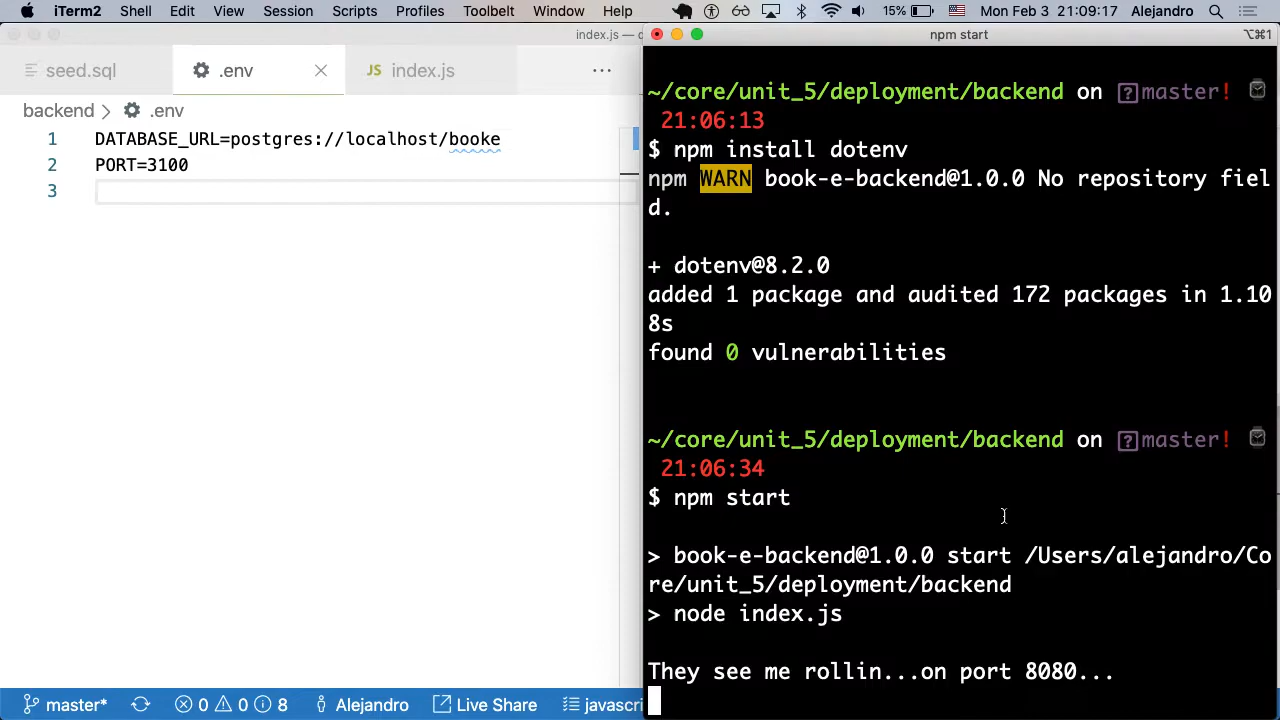 iTerm2 Shell Edit View Session Scripts Profiles Toolbelt Window Help 15% Mon Feb 3 21:09:17 Alejandro
index.js —
npm start
⌥⌘1
seed.sql .env index.js
backend > .env
1 DATABASE_URL=postgres://localhost/booke
2 PORT=3100
3
~/core/unit_5/deployment/backend on ?master!
21:06:13
$ npm install dotenv
npm WARN book-e-backend@1.0.0 No repository fiel
d.
+ dotenv@8.2.0
added 1 package and audited 172 packages in 1.10
8s
found 0 vulnerabilities
~/core/unit_5/deployment/backend on ?master!
21:06:34
$ npm start
> book-e-backend@1.0.0 start /Users/alejandro/Co
re/unit_5/deployment/backend
> node index.js
They see me rollin...on port 8080...
master* 0 0 8 Alejandro Live Share javascri